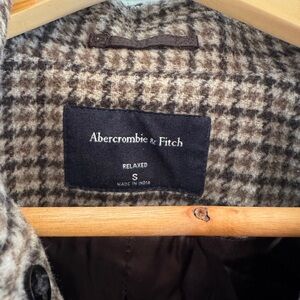 Abercrombie & Fitch
RELAXED
S
MADE IN INDIA